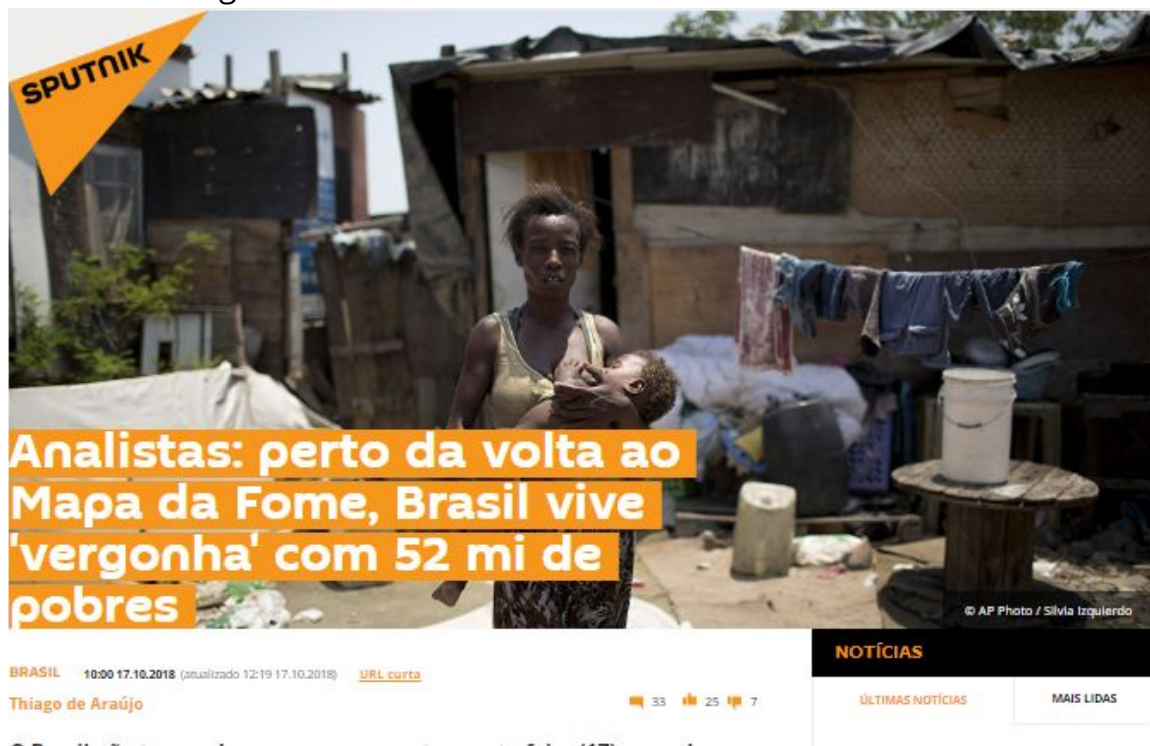 SPUTNIK
Analistas: perto da volta ao
Mapa da Fome, Brasil vive
'vergonha' com 52 mi de
pobres
© AP Photo / Silvia Izquierdo
NOTÍCIAS
BRASIL 10:00 17.10.2018 (atualizado 12:19 17.10.2018) URL curta
Thiago de Araújo
33 25 7
ÚLTIMAS NOTÍCIAS
MAIS LIDAS